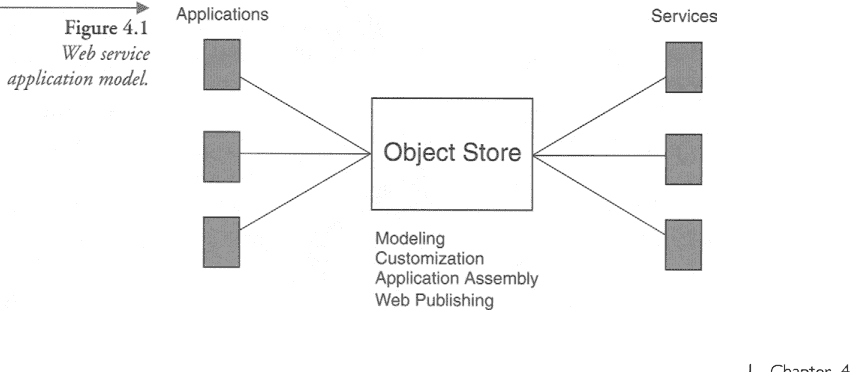 Figure 4.1
Web service
application model.
Applications
Services
Object Store
Modeling
Customization
Application Assembly
Web Publishing
Chapter 4